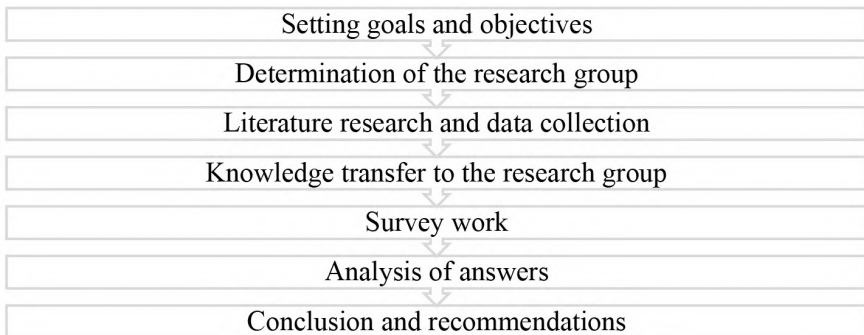 Setting goals and objectives
Determination of the research group
Literature research and data collection
Knowledge transfer to the research group
Survey work
Analysis of answers
Conclusion and recommendations